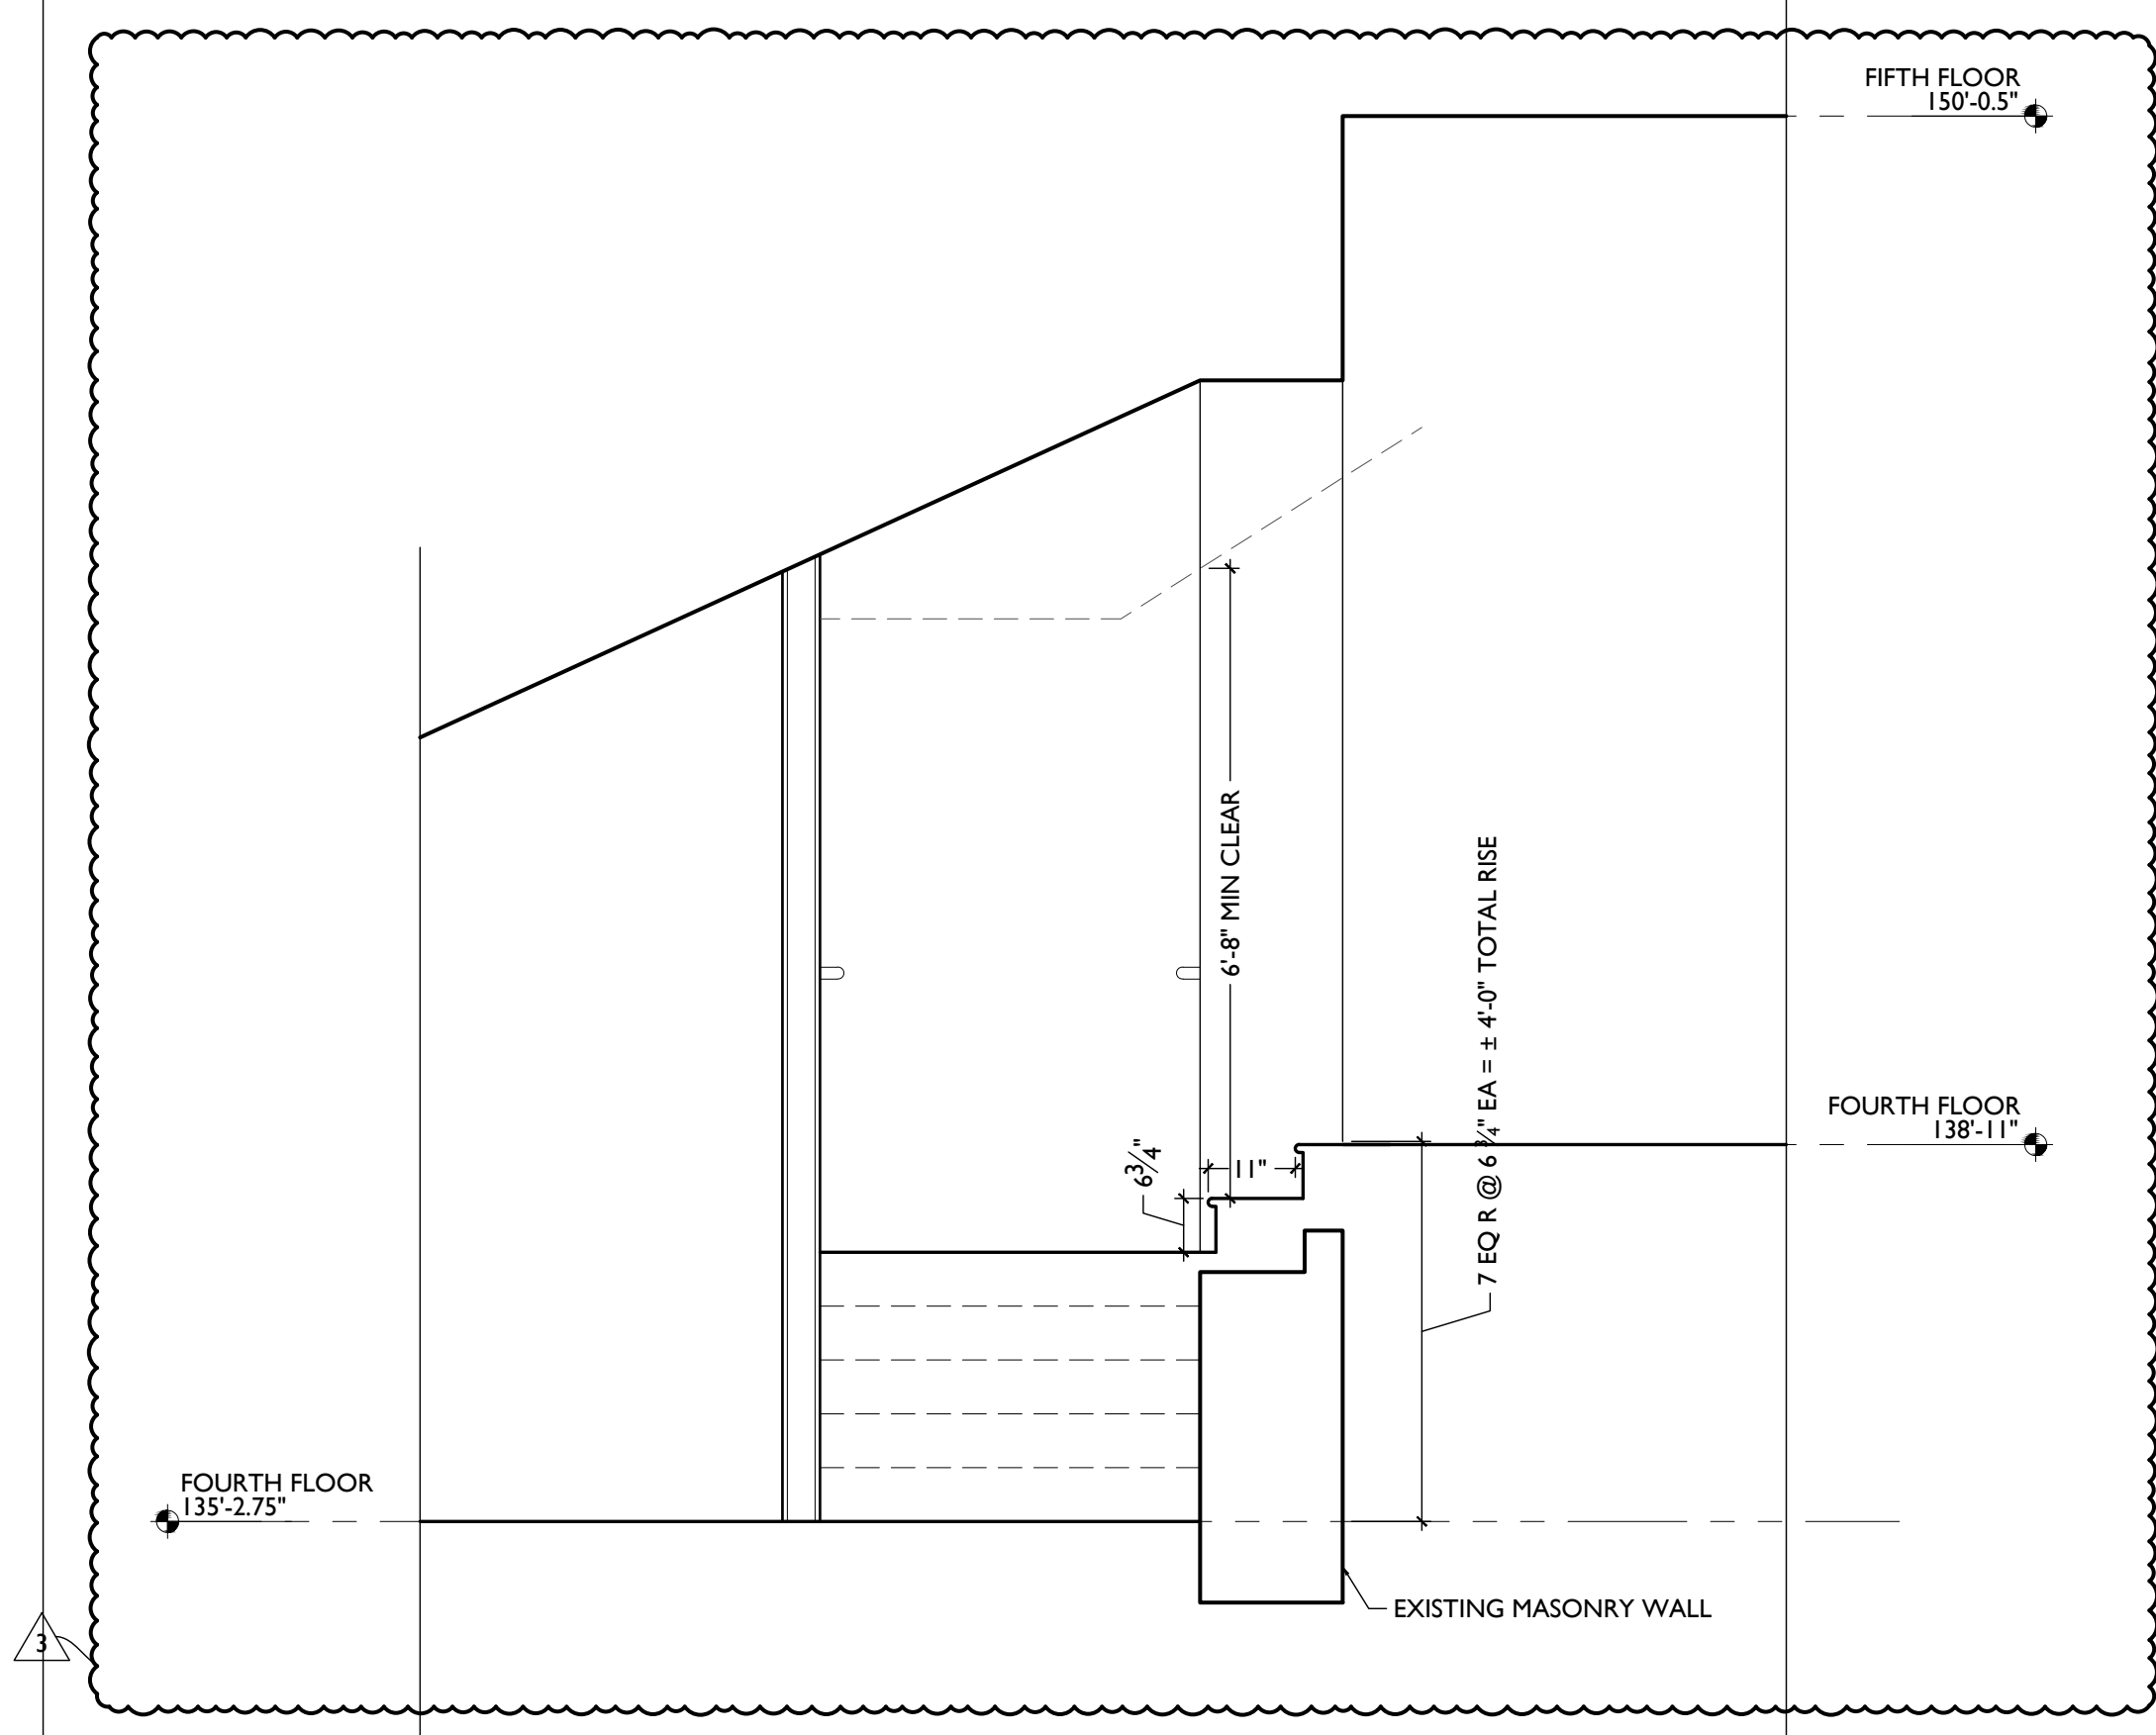 FIFTH FLOOR
150'-0.5"
6'-8" MIN CLEAR
7 EQ R @ 6 3/4" EA = ± 4'-0" TOTAL RISE
FOURTH FLOOR
138'-11"
6 3/4"
11"
FOURTH FLOOR
135'-2.75"
EXISTING MASONRY WALL
3